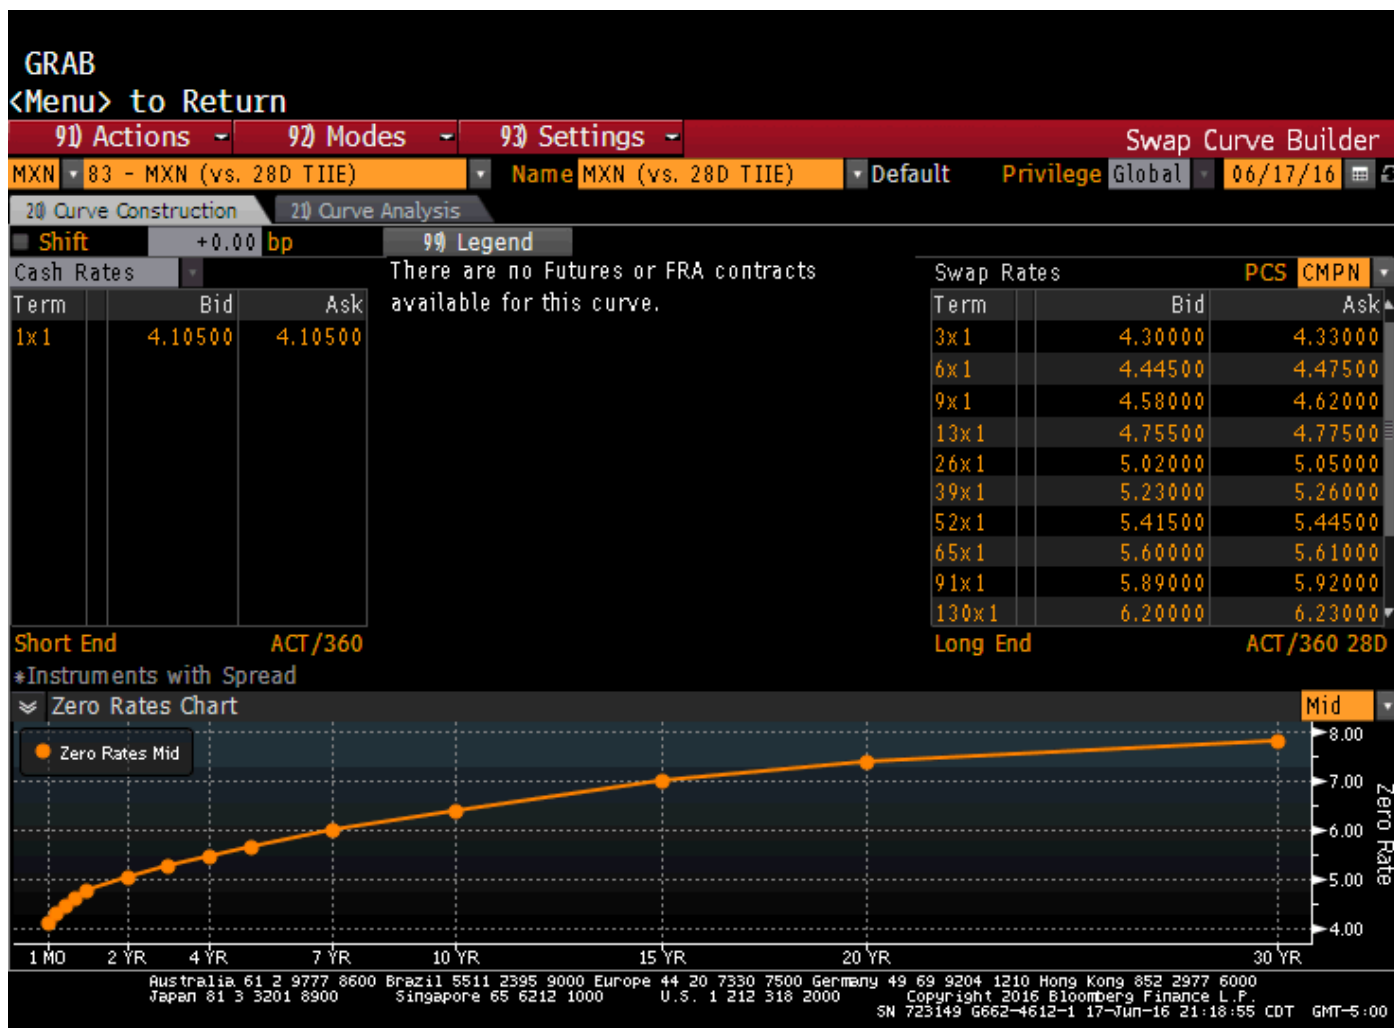 GRAB
<Menu> to Return
91) Actions 92) Modes 93) Settings Swap Curve Builder
MXN 83 - MXN (vs. 28D TIIE) Name MXN (vs. 28D TIIE) Default Privilege Global 06/17/16
20) Curve Construction 21) Curve Analysis
Shift +0.00 bp 99) Legend
Cash Rates
Term Bid Ask
1x1 4.10500 4.10500
There are no Futures or FRA contracts
available for this curve.
Swap Rates PCS CMPN
Term Bid Ask
3x1 4.30000 4.33000
6x1 4.44500 4.47500
9x1 4.58000 4.62000
13x1 4.75500 4.77500
26x1 5.02000 5.05000
39x1 5.23000 5.26000
52x1 5.41500 5.44500
65x1 5.60000 5.61000
91x1 5.89000 5.92000
130x1 6.20000 6.23000
Short End ACT/360
Long End ACT/360 28D
*Instruments with Spread
Zero Rates Chart Mid
Zero Rates Mid
8.00
7.00
6.00
5.00
4.00
Zero Rate
1 MO 2 YR 4 YR 7 YR 10 YR 15 YR 20 YR 30 YR
Australia 61 2 9777 8600 Brazil 5511 2395 9000 Europe 44 20 7330 7500 Germany 49 69 9204 1210 Hong Kong 852 2977 6000
Japan 81 3 3201 8900 Singapore 65 6212 1000 U.S. 1 212 318 2000 Copyright 2016 Bloomberg Finance L.P.
SN 723149 G662-4612-1 17-Jun-16 21:18:55 CDT GMT-5:00